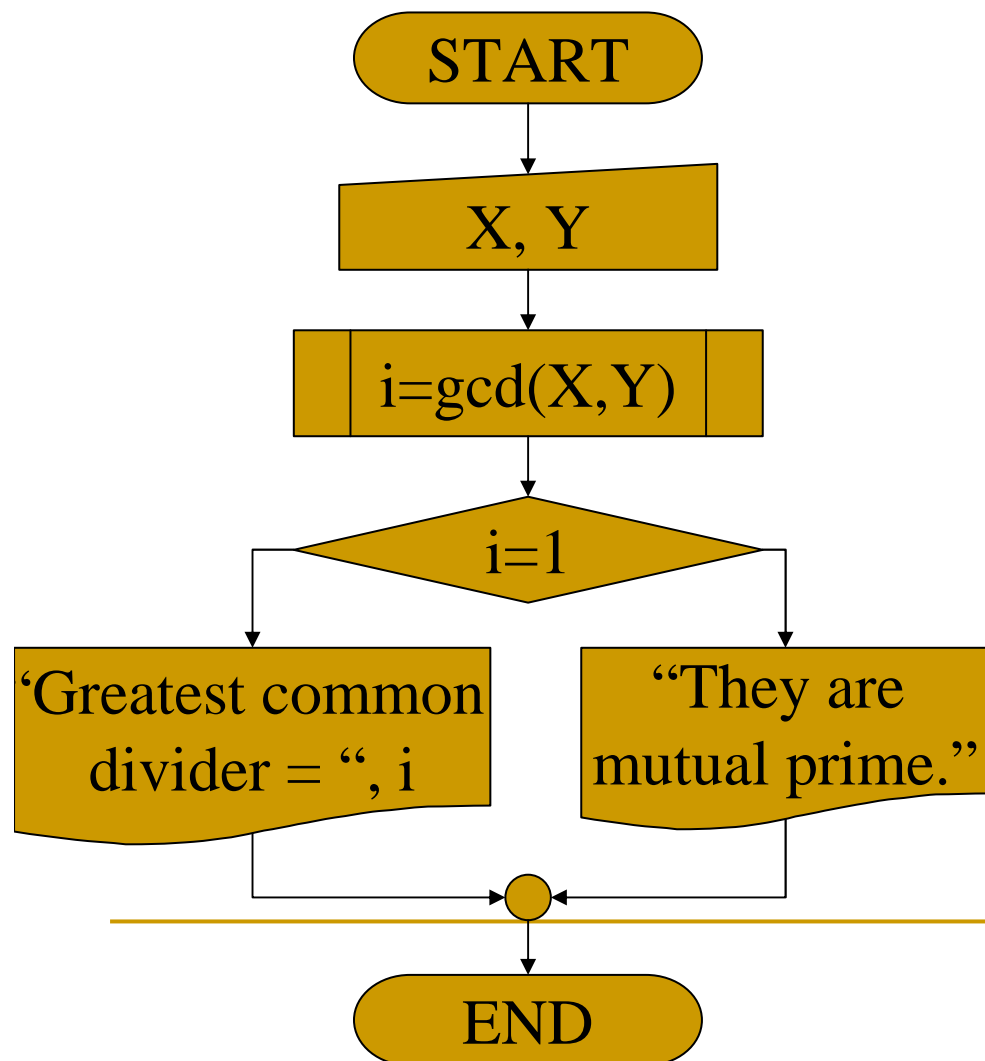 START
X, Y
i=gcd(X,Y)
i=1
“Greatest common
divider = “, i
“They are
mutual prime.”
END